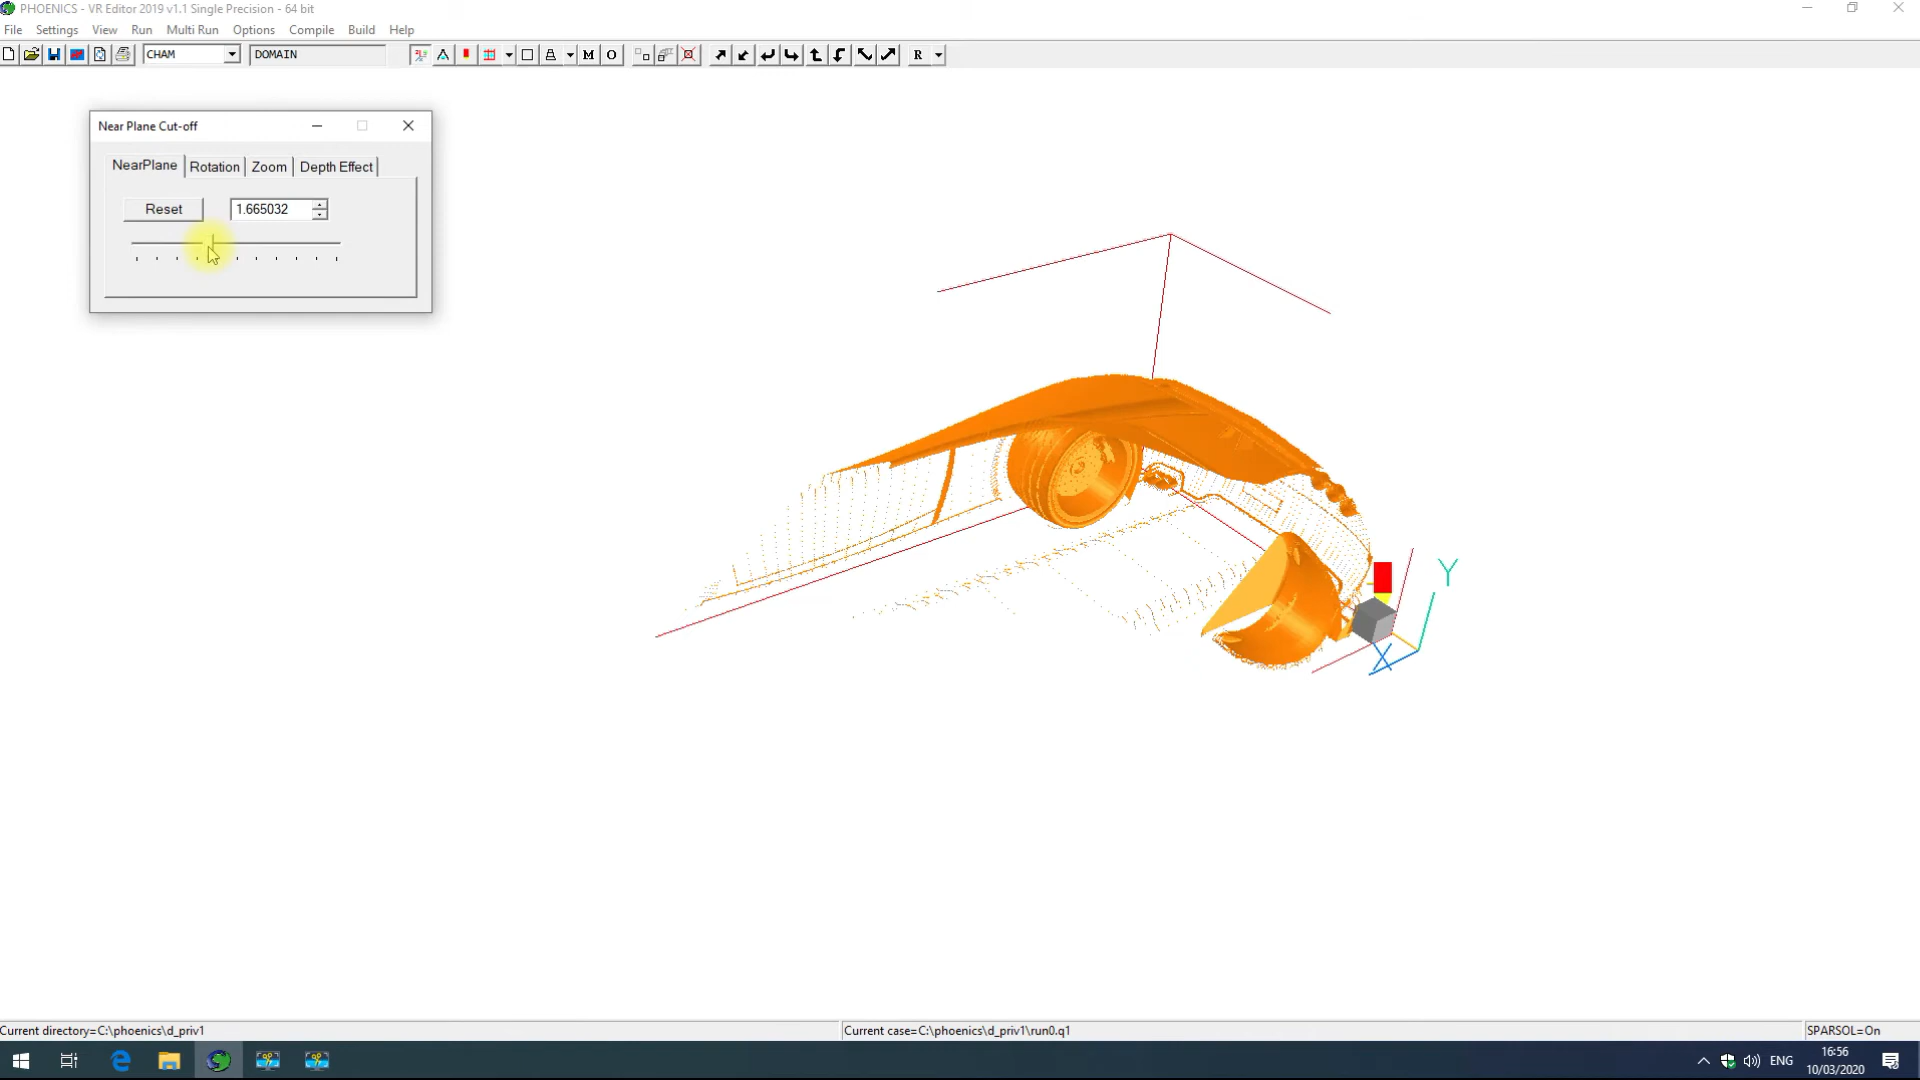 PHOENICS - VR Editor 2019 v1.1 Single Precision - 64 bit
File Settings View Run Multi Run Options Compile Build Help
CHAM DOMAIN M O R
Near Plane Cut-off
NearPlane Rotation Zoom Depth Effect
Reset 1.665032
Y
X
Current directory=C:\phoenics\d_priv1 Current case=C:\phoenics\d_priv1\run0.q1 SPARSOL=On
ENG 16:56
10/03/2020